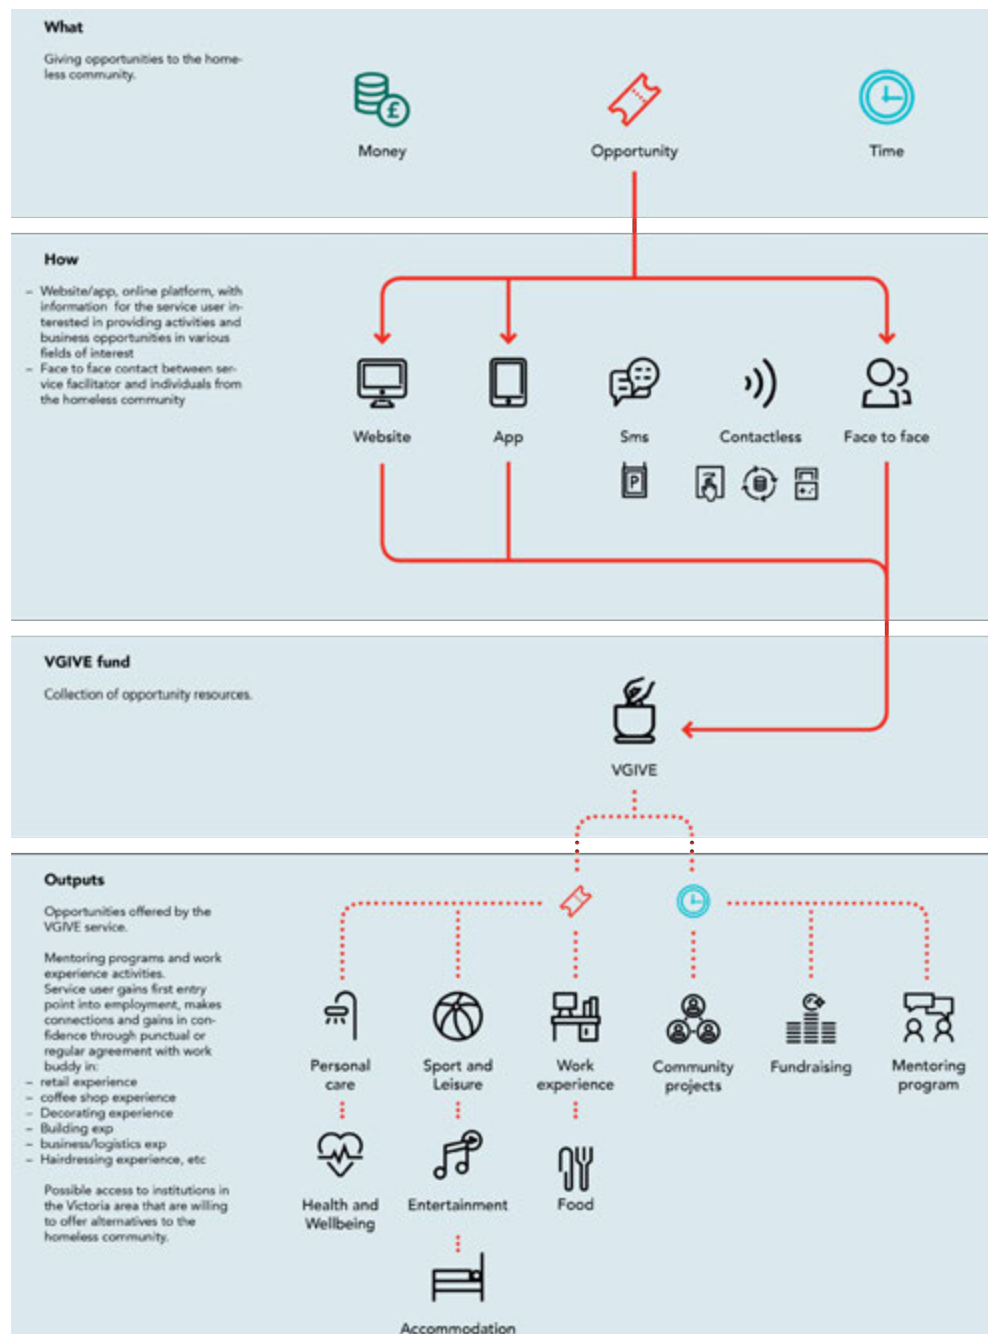 What
Giving opportunities to the home-
less community.
Money
Opportunity
Time
How
– Website/app, online platform, with
information for the service user in-
terested in providing activities and
business opportunities in various
fields of interest
– Face to face contact between ser-
vice facilitator and individuals from
the homeless community
£
Website
App
Sms
Contactless
Face to face
P
VGIVE fund
Collection of opportunity resources.
VGIVE
Outputs
Opportunities offered by the
VGIVE service.
Mentoring programs and work
experience activities.
Service user gains first entry
point into employment, makes
connections and gains in con-
fidence through punctual or
regular agreement with work
buddy in:
– retail experience
– coffee shop experience
– Decorating experience
– Building exp
– business/logistics exp
– Hairdressing experience, etc
Possible access to institutions in
the Victoria area that are willing
to offer alternatives to the
homeless community.
Personal
care
Sport and
Leisure
Work
experience
Community
projects
Fundraising
Mentoring
program
Health and
Wellbeing
Entertainment
Food
Accommodation